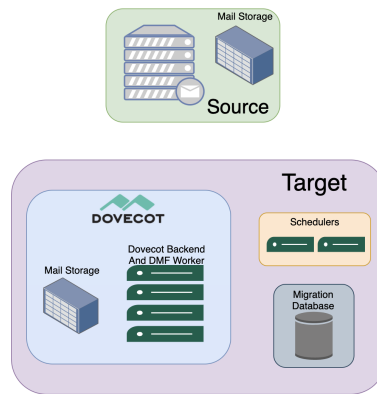 Mail Storage
Source
Target
DOVECOT
Schedulers
Dovecot Backend
And DMF Worker
Mail Storage
Migration
Database